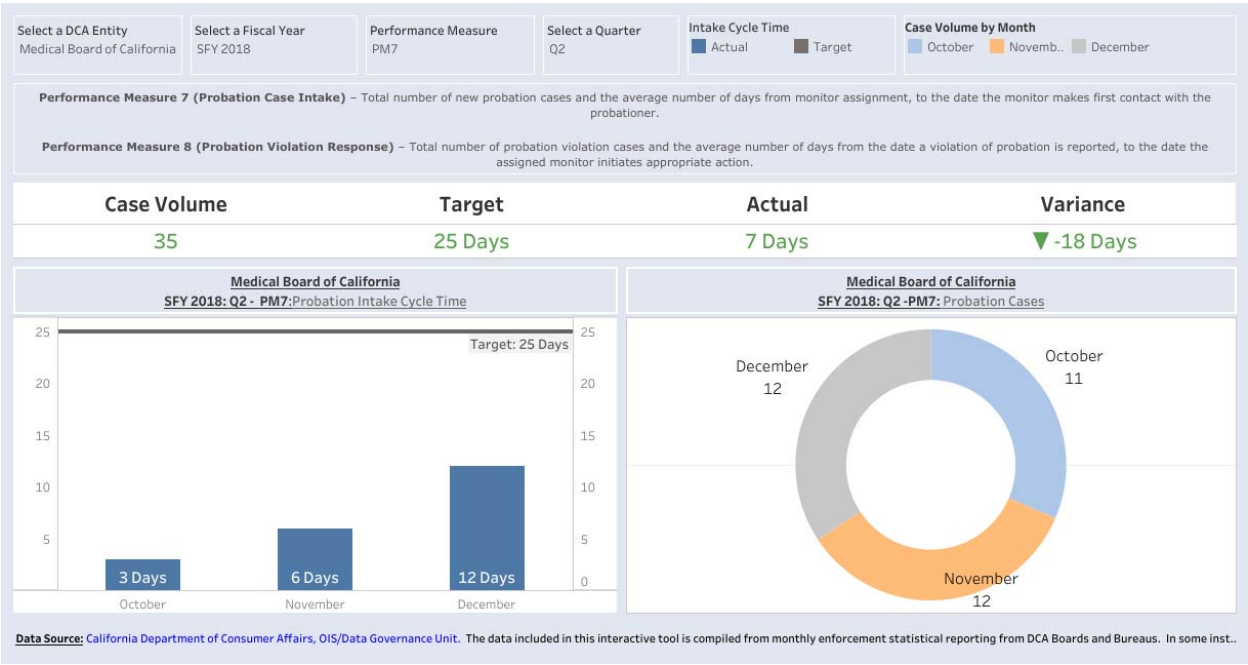 Select a DCA Entity
Medical Board of California
Select a Fiscal Year
SFY 2018
Performance Measure
PM7
Select a Quarter
Q2
Intake Cycle Time
Actual Target
Case Volume by Month
October Novemb.. December
Performance Measure 7 (Probation Case Intake) – Total number of new probation cases and the average number of days from monitor assignment, to the date the monitor makes first contact with the
probationer.
Performance Measure 8 (Probation Violation Response) – Total number of probation violation cases and the average number of days from the date a violation of probation is reported, to the date the
assigned monitor initiates appropriate action.
Case Volume Target Actual Variance
35 25 Days 7 Days ▼ -18 Days
Medical Board of California
SFY 2018: Q2 - PM7:Probation Intake Cycle Time
25 25
Target: 25 Days
20 20
15 15
10 10
5 5
0
3 Days 6 Days 12 Days
October November December
Medical Board of California
SFY 2018: Q2 -PM7: Probation Cases
October
11
December
12
November
12
Data Source: California Department of Consumer Affairs, OIS/Data Governance Unit. The data included in this interactive tool is compiled from monthly enforcement statistical reporting from DCA Boards and Bureaus. In some inst..